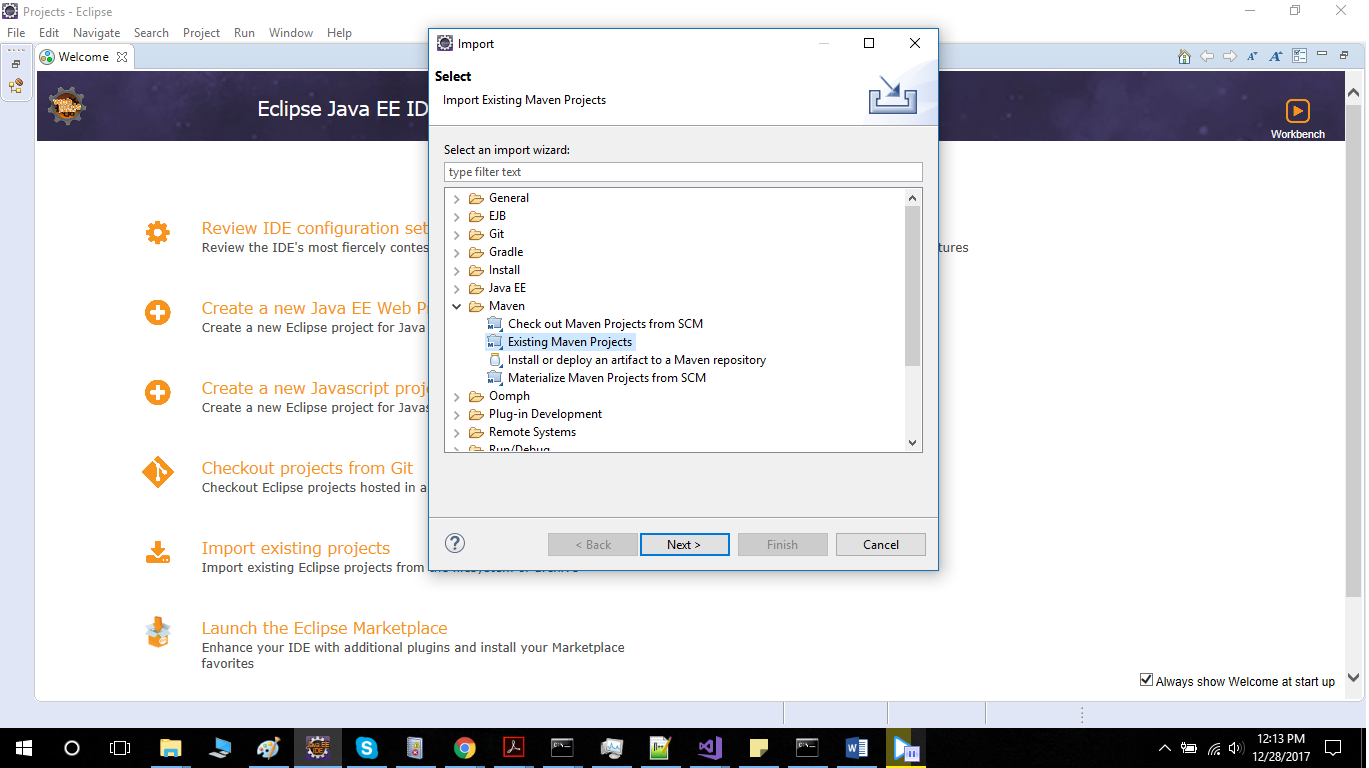 Projects - Eclipse
File Edit Navigate Search Project Run Window Help
Welcome
Eclipse Java EE ID
Workbench
Review IDE configuration set
Review the IDE's most fiercely contes
tures
Create a new Java EE Web P
Create a new Eclipse project for Java
Create a new Javascript proj
Create a new Eclipse project for Javas
Checkout projects from Git
Checkout Eclipse projects hosted in a
Import existing projects
Import existing Eclipse projects from the filesystem or archive
Launch the Eclipse Marketplace
Enhance your IDE with additional plugins and install your Marketplace
favorites
Always show Welcome at start up
Import
Select
Import Existing Maven Projects
Select an import wizard:
type filter text
General
EJB
Git
Gradle
Install
Java EE
Maven
Check out Maven Projects from SCM
Existing Maven Projects
Install or deploy an artifact to a Maven repository
Materialize Maven Projects from SCM
Oomph
Plug-in Development
Remote Systems
Run/Debug
< Back
Next >
Finish
Cancel
12:13 PM
12/28/2017